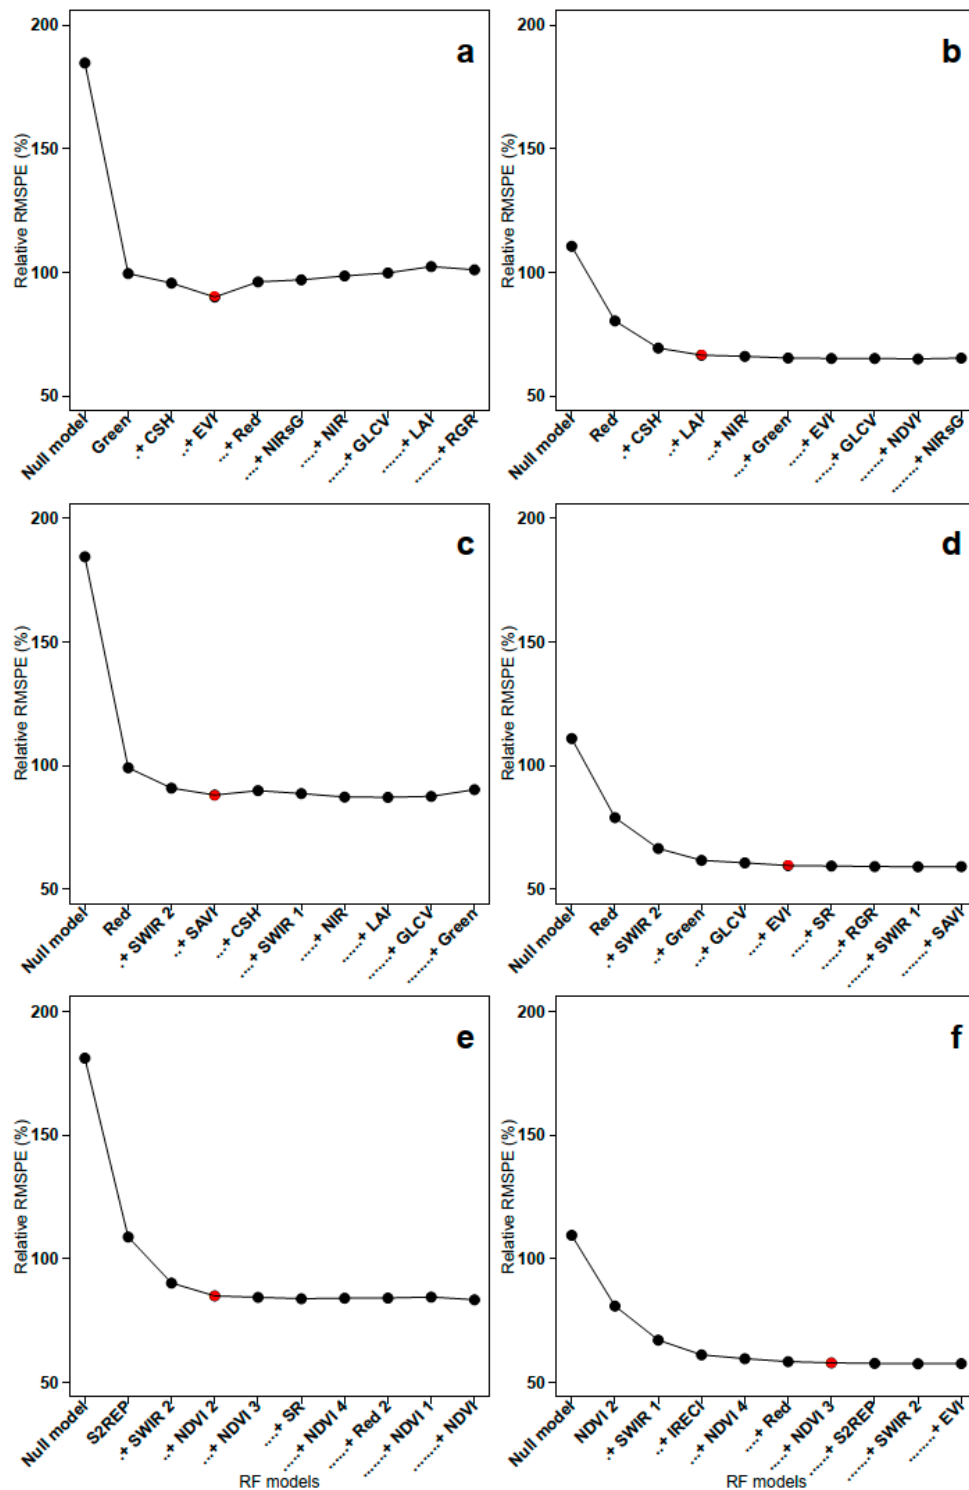 a
200
150
100
50
Relative RMSPE (%)
Null model
Green
.+ CSH
..+ EVI
...+ Red
....+ NIRsG
.....+ NIR
......+ GLCV
.......+ LAI
........+ RGR
b
200
150
100
50
Relative RMSPE (%)
Null model
Red
.+ CSH
..+ LAI
...+ NIR
....+ Green
.....+ EVI
......+ GLCV
.......+ NDVI
........+ NIRsG
c
200
150
100
50
Relative RMSPE (%)
Null model
Red
.+ SWIR 2
..+ SAVI
...+ CSH
....+ SWIR 1
.....+ NIR
......+ LAI
.......+ GLCV
........+ Green
d
200
150
100
50
Relative RMSPE (%)
Null model
Red
.+ SWIR 2
..+ Green
...+ GLCV
....+ EVI
.....+ SR
......+ RGR
.......+ SWIR 1
........+ SAVI
e
200
150
100
50
Relative RMSPE (%)
Null model
S2REP
.+ SWIR 2
..+ NDVI 2
...+ NDVI 3
....+ SR
.....+ NDVI 4
......+ Red 2
.......+ NDVI 1
........+ NDVI
RF models
f
200
150
100
50
Relative RMSPE (%)
Null model
NDVI 2
.+ SWIR 1
..+ IRECI
...+ NDVI 4
....+ Red
.....+ NDVI 3
......+ S2REP
.......+ SWIR 2
........+ EVI
RF models